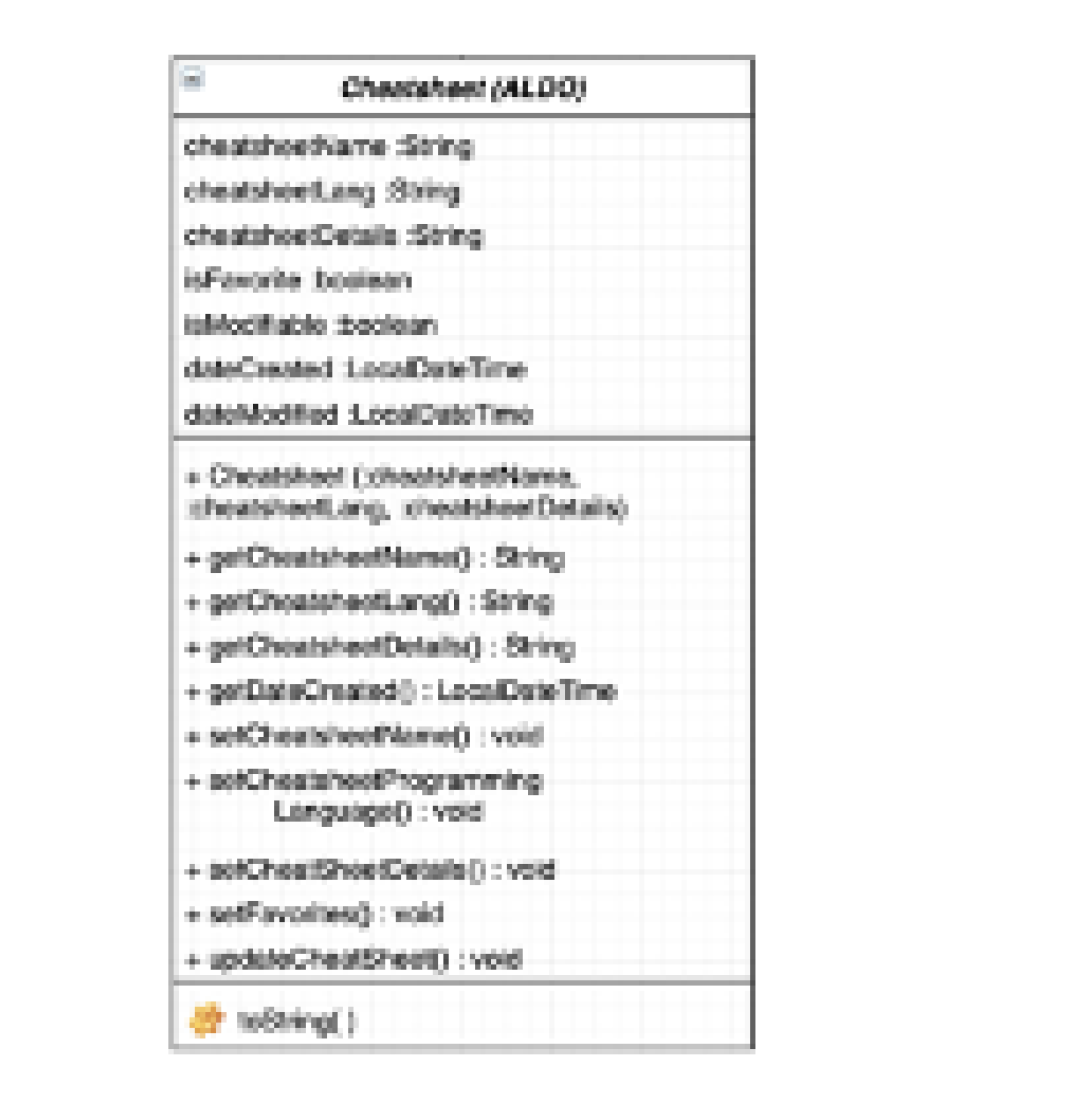 Cheatsheet (ALDO)
cheatsheetName :String
cheatsheetLang :String
cheatsheetDetails :String
isFavorite :boolean
isModifiable :boolean
dateCreated :LocalDateTime
dateModified :LocalDateTime
+ Cheatsheet (:cheatsheetName,
:cheatsheetLang, :cheatsheetDetails)
+ getCheatsheetName() : String
+ getCheatsheetLang() : String
+ getCheatsheetDetails() : String
+ getDateCreated() : LocalDateTime
+ setCheatsheetName() : void
+ setCheatsheetProgramming
Language() : void
+ setCheatSheetDetails() : void
+ setFavorites() : void
+ updateCheatSheet() : void
toString( )